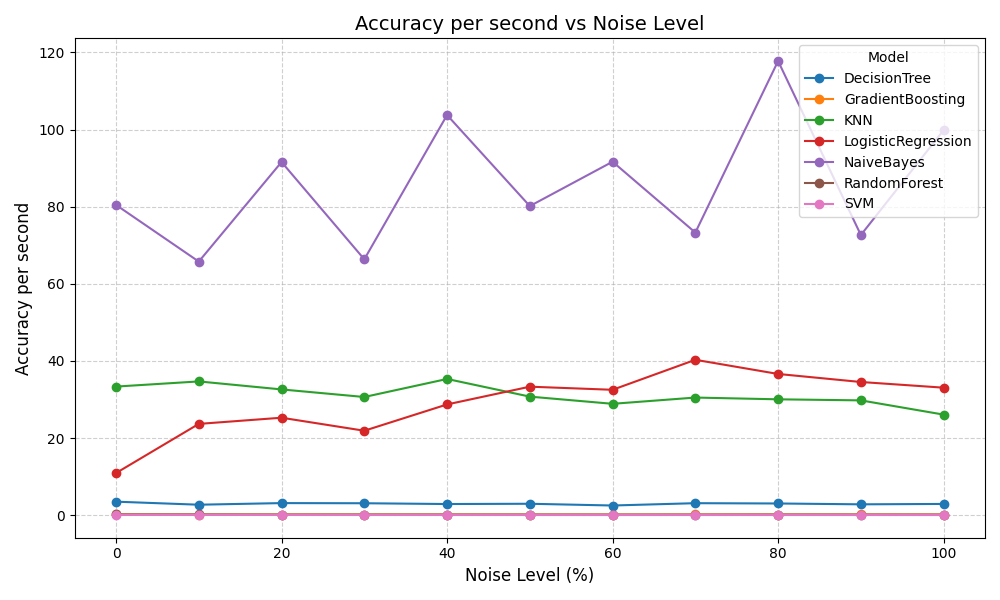 Accuracy per second vs Noise Level
Accuracy per second
120
100
80
60
40
20
0
0
20
40
60
80
100
Noise Level (%)
Model
DecisionTree
GradientBoosting
KNN
LogisticRegression
NaiveBayes
RandomForest
SVM